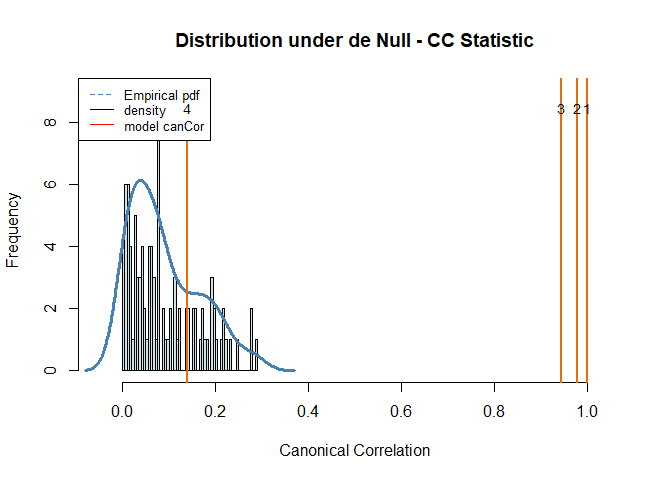 Distribution under de Null - CC Statistic
Empirical pdf
density 4
model canCor
3 2 1
Frequency
8
6
4
2
0
0.0 0.2 0.4 0.6 0.8 1.0
Canonical Correlation